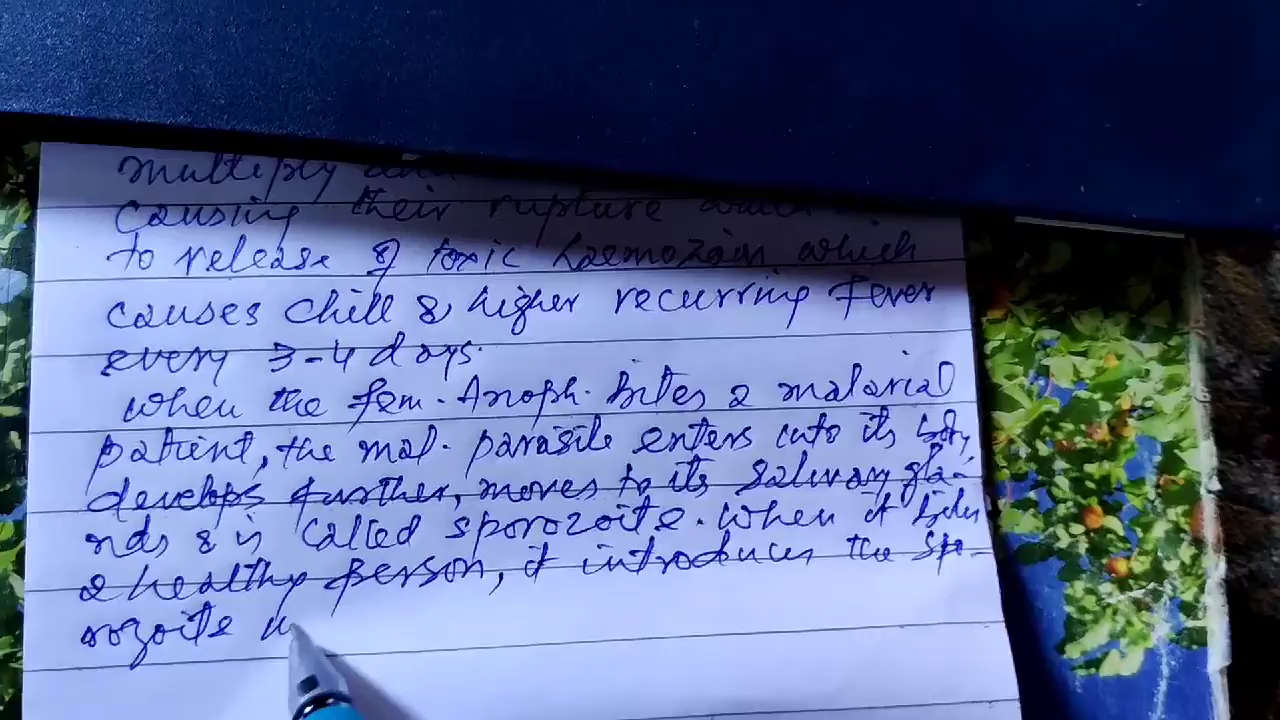 multiply and
causing their rupture which
to release of toxic haemozoin which
causes chill & higher recurring fever
every 3-4 days.
when the fem. Anoph. bites a malarial
patient, the mal. parasite enters into its body,
develops further, moves to its salivary gla-
nds & is called sporozoite. When it bites
a healthy person, it introduces the spo-
rozoite